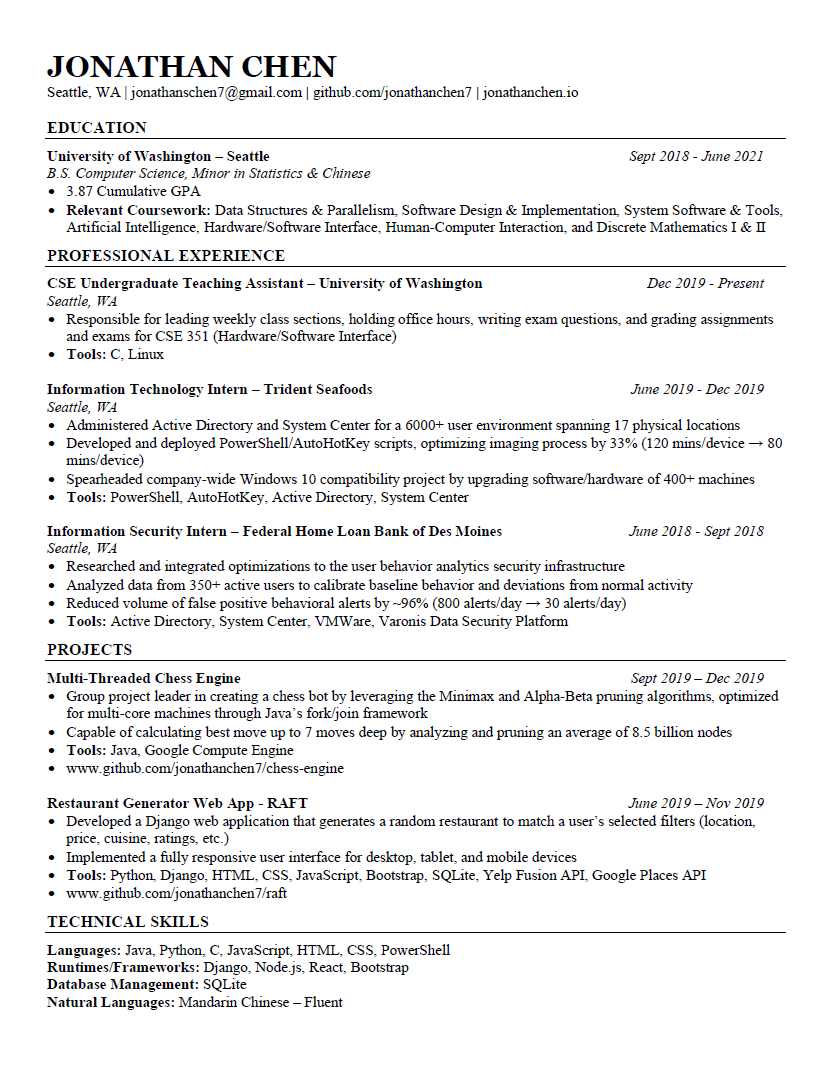 JONATHAN CHEN
Seattle, WA | jonathanschen7@gmail.com | github.com/jonathanchen7 | jonathanchen.io
EDUCATION
University of Washington – Seattle Sept 2018 - June 2021
B.S. Computer Science, Minor in Statistics & Chinese
• 3.87 Cumulative GPA
• Relevant Coursework: Data Structures & Parallelism, Software Design & Implementation, System Software & Tools,
Artificial Intelligence, Hardware/Software Interface, Human-Computer Interaction, and Discrete Mathematics I & II
PROFESSIONAL EXPERIENCE
CSE Undergraduate Teaching Assistant – University of Washington Dec 2019 - Present
Seattle, WA
• Responsible for leading weekly class sections, holding office hours, writing exam questions, and grading assignments
and exams for CSE 351 (Hardware/Software Interface)
• Tools: C, Linux
Information Technology Intern – Trident Seafoods June 2019 - Dec 2019
Seattle, WA
• Administered Active Directory and System Center for a 6000+ user environment spanning 17 physical locations
• Developed and deployed PowerShell/AutoHotKey scripts, optimizing imaging process by 33% (120 mins/device → 80
mins/device)
• Spearheaded company-wide Windows 10 compatibility project by upgrading software/hardware of 400+ machines
• Tools: PowerShell, AutoHotKey, Active Directory, System Center
Information Security Intern – Federal Home Loan Bank of Des Moines June 2018 - Sept 2018
Seattle, WA
• Researched and integrated optimizations to the user behavior analytics security infrastructure
• Analyzed data from 350+ active users to calibrate baseline behavior and deviations from normal activity
• Reduced volume of false positive behavioral alerts by ~96% (800 alerts/day → 30 alerts/day)
• Tools: Active Directory, System Center, VMWare, Varonis Data Security Platform
PROJECTS
Multi-Threaded Chess Engine Sept 2019 – Dec 2019
• Group project leader in creating a chess bot by leveraging the Minimax and Alpha-Beta pruning algorithms, optimized
for multi-core machines through Java’s fork/join framework
• Capable of calculating best move up to 7 moves deep by analyzing and pruning an average of 8.5 billion nodes
• Tools: Java, Google Compute Engine
• www.github.com/jonathanchen7/chess-engine
Restaurant Generator Web App - RAFT June 2019 – Nov 2019
• Developed a Django web application that generates a random restaurant to match a user’s selected filters (location,
price, cuisine, ratings, etc.)
• Implemented a fully responsive user interface for desktop, tablet, and mobile devices
• Tools: Python, Django, HTML, CSS, JavaScript, Bootstrap, SQLite, Yelp Fusion API, Google Places API
• www.github.com/jonathanchen7/raft
TECHNICAL SKILLS
Languages: Java, Python, C, JavaScript, HTML, CSS, PowerShell
Runtimes/Frameworks: Django, Node.js, React, Bootstrap
Database Management: SQLite
Natural Languages: Mandarin Chinese – Fluent